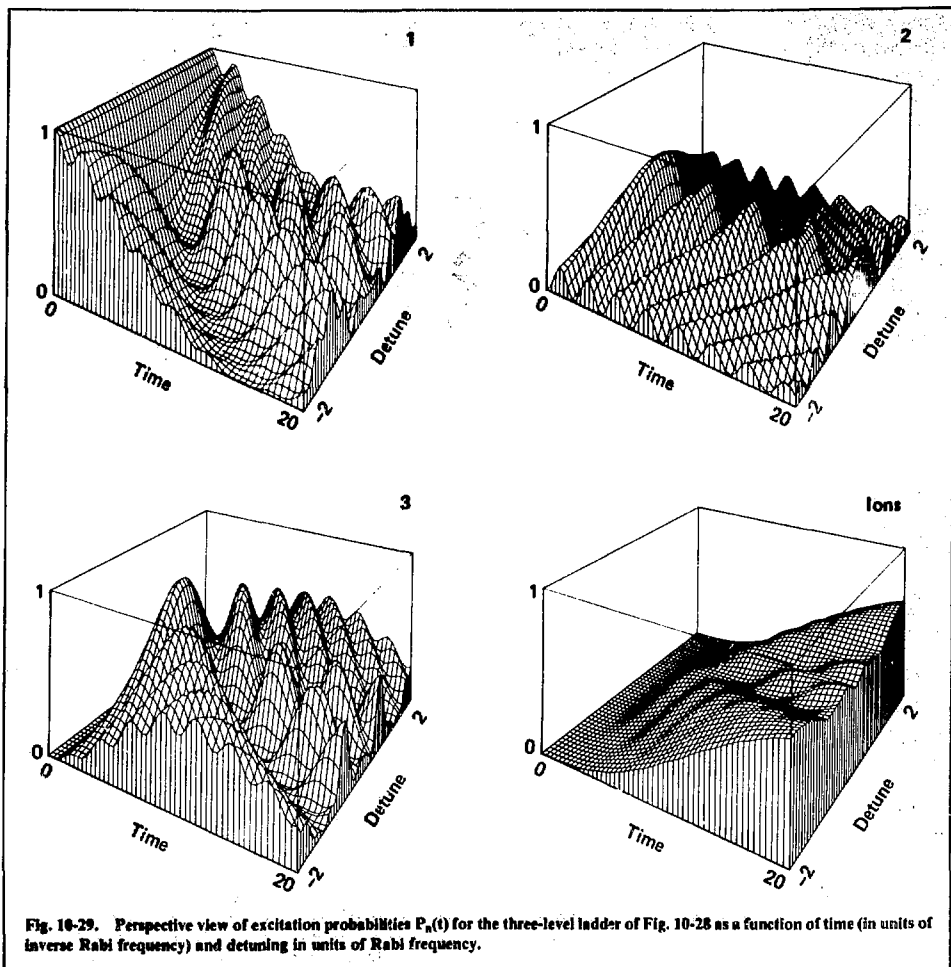 1
2
1
0
0
Time
20
-2
Detune
2
1
0
0
Time
20
-2
Detune
2
3
Ions
1
0
0
Time
20
-2
Detune
2
1
0
0
Time
20
-2
Detune
2
Fig. 10-29. Perspective view of excitation probabilities Pₙ(t) for the three-level ladder of Fig. 10-28 as a function of time (in units of
inverse Rabi frequency) and detuning in units of Rabi frequency.